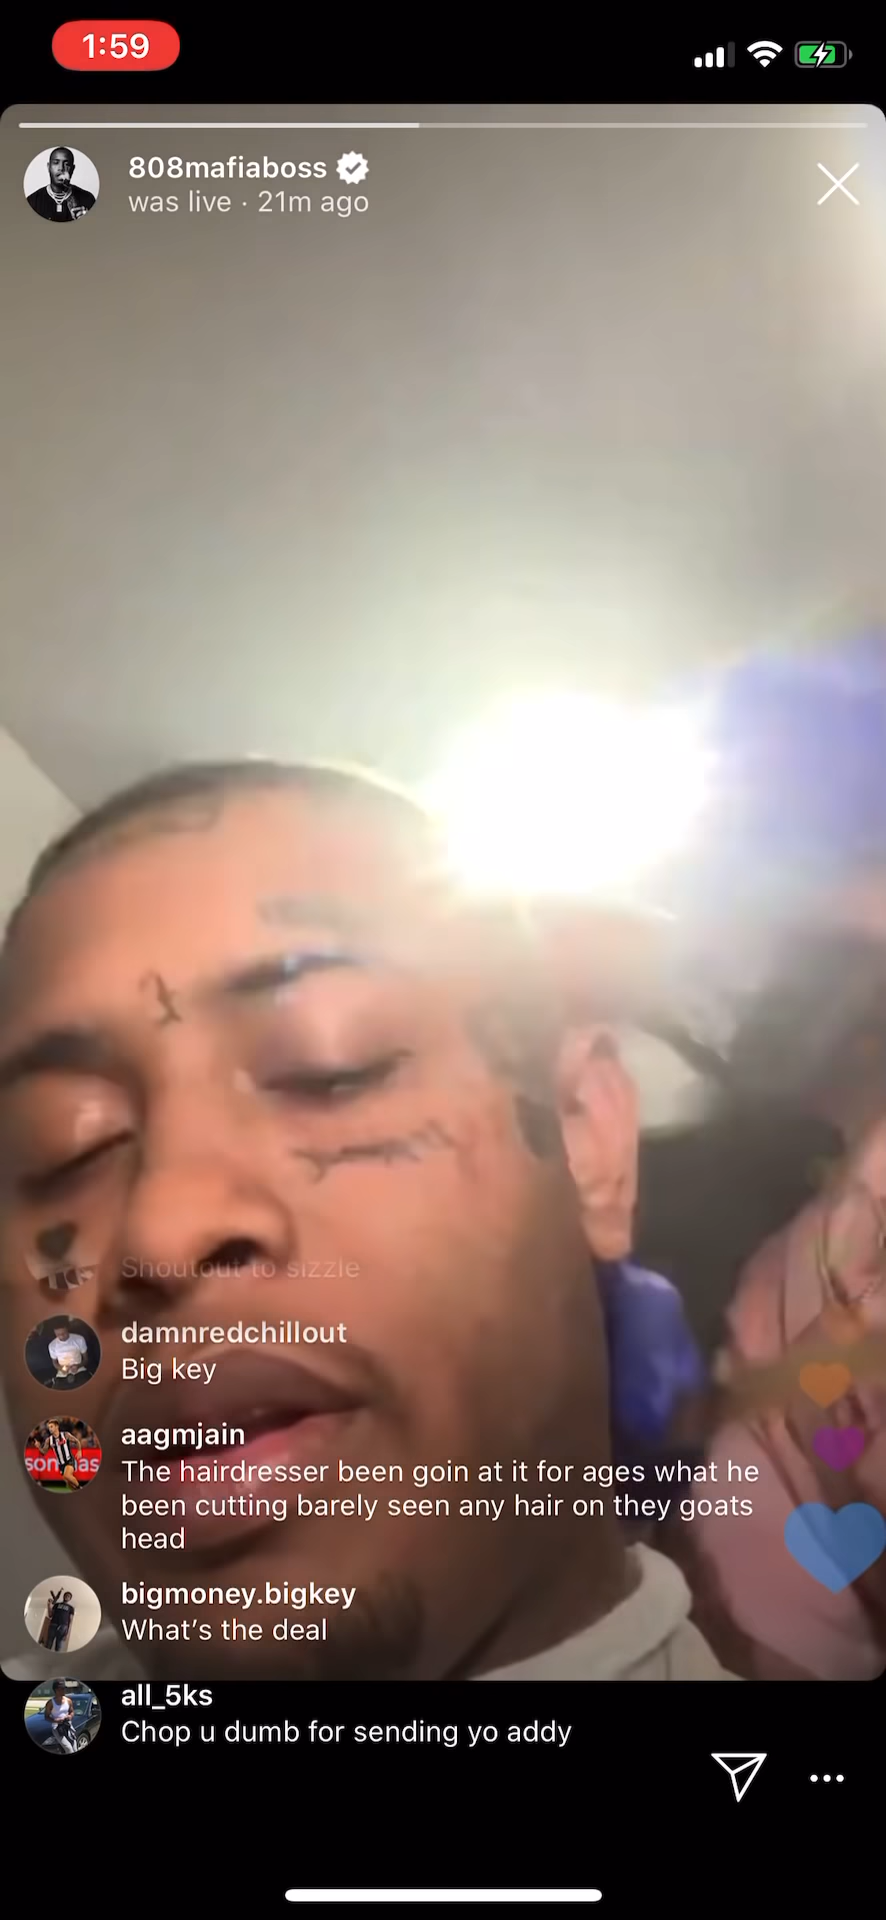 1:59
808mafiaboss
was live · 21m ago
Shoutout to sizzle
damnredchillout
Big key
aagmjain
The hairdresser been goin at it for ages what he
been cutting barely seen any hair on they goats
head
bigmoney.bigkey
What’s the deal
all_5ks
Chop u dumb for sending yo addy